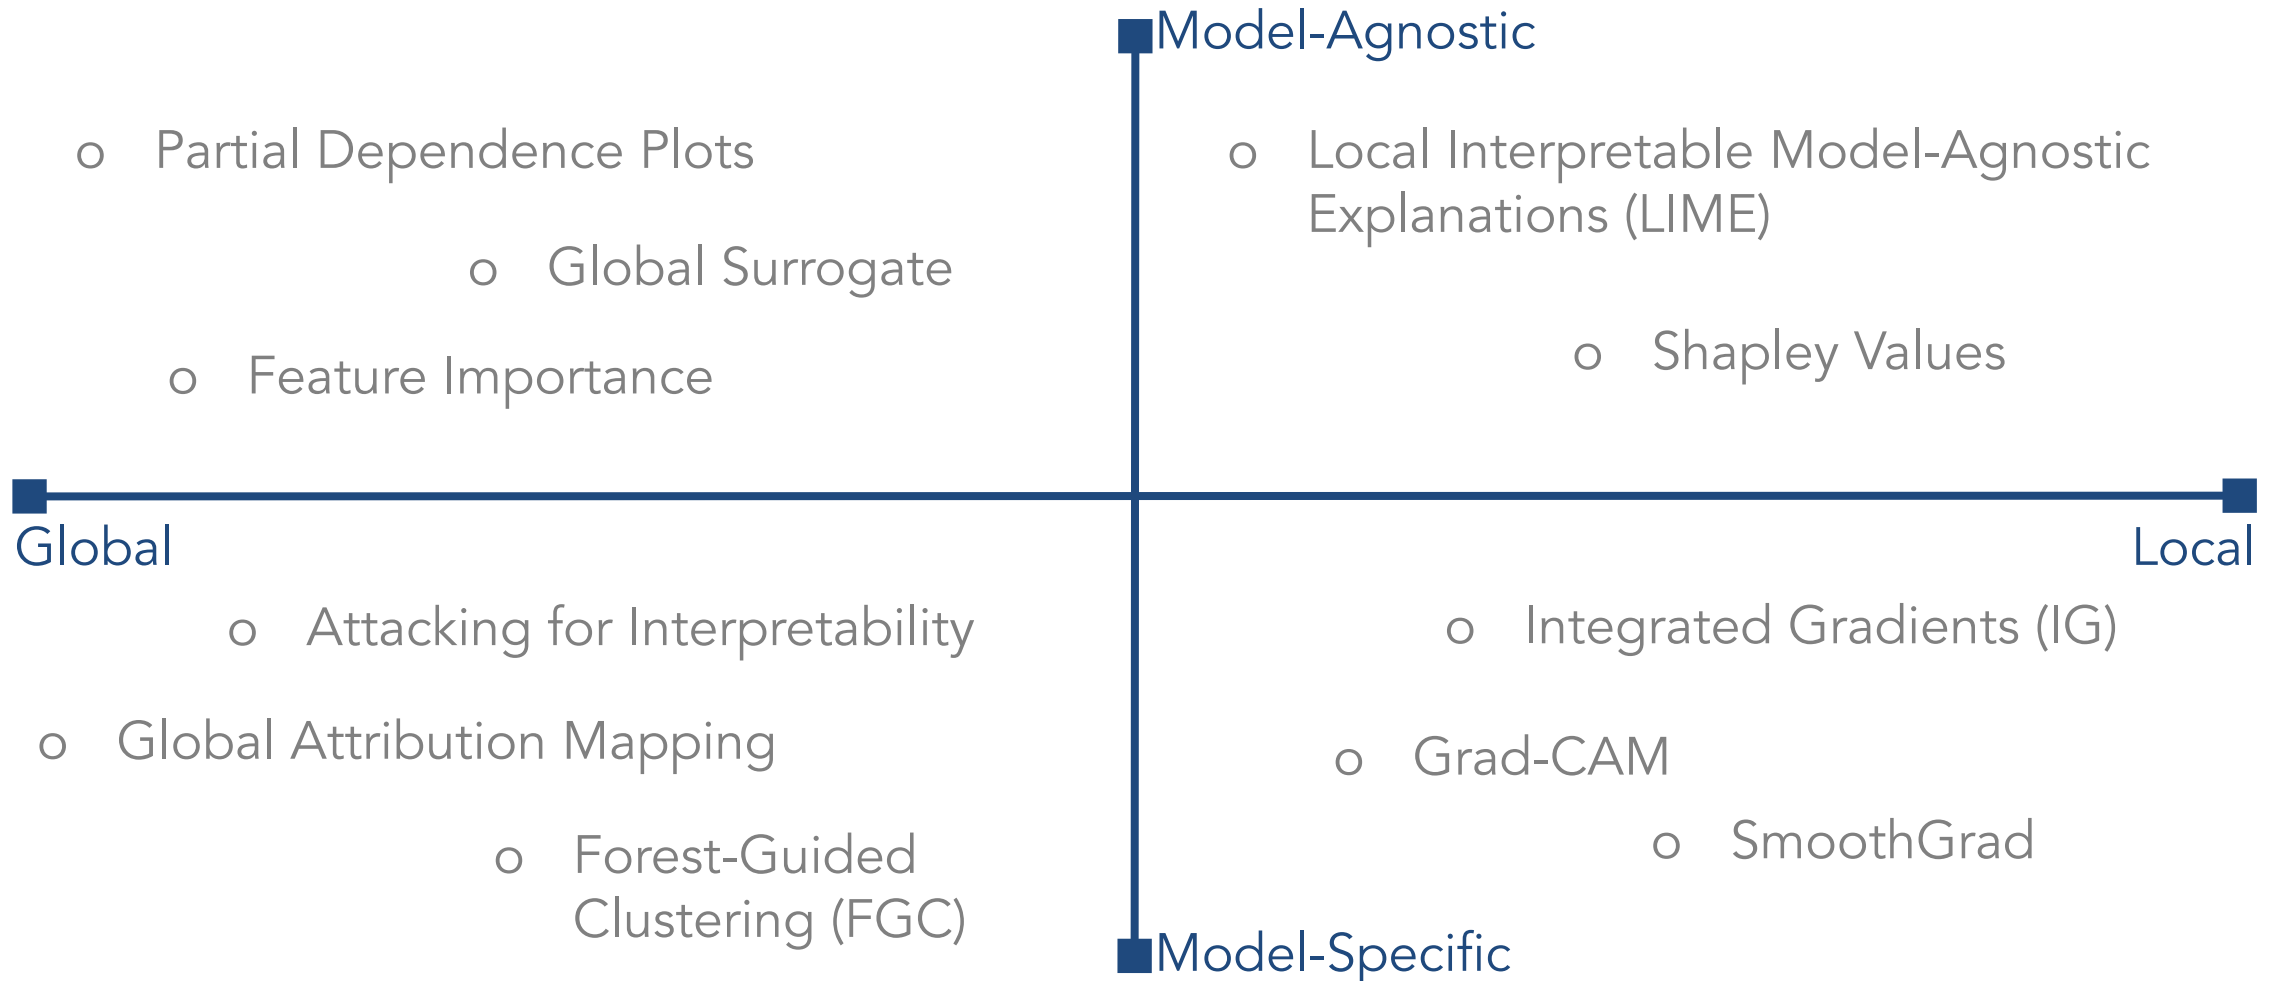 Model-Agnostic
o Partial Dependence Plots
o Global Surrogate
o Feature Importance
o Local Interpretable Model-Agnostic
Explanations (LIME)
o Shapley Values
Global
Local
o Attacking for Interpretability
o Global Attribution Mapping
o Forest-Guided
Clustering (FGC)
o Integrated Gradients (IG)
o Grad-CAM
o SmoothGrad
Model-Specific